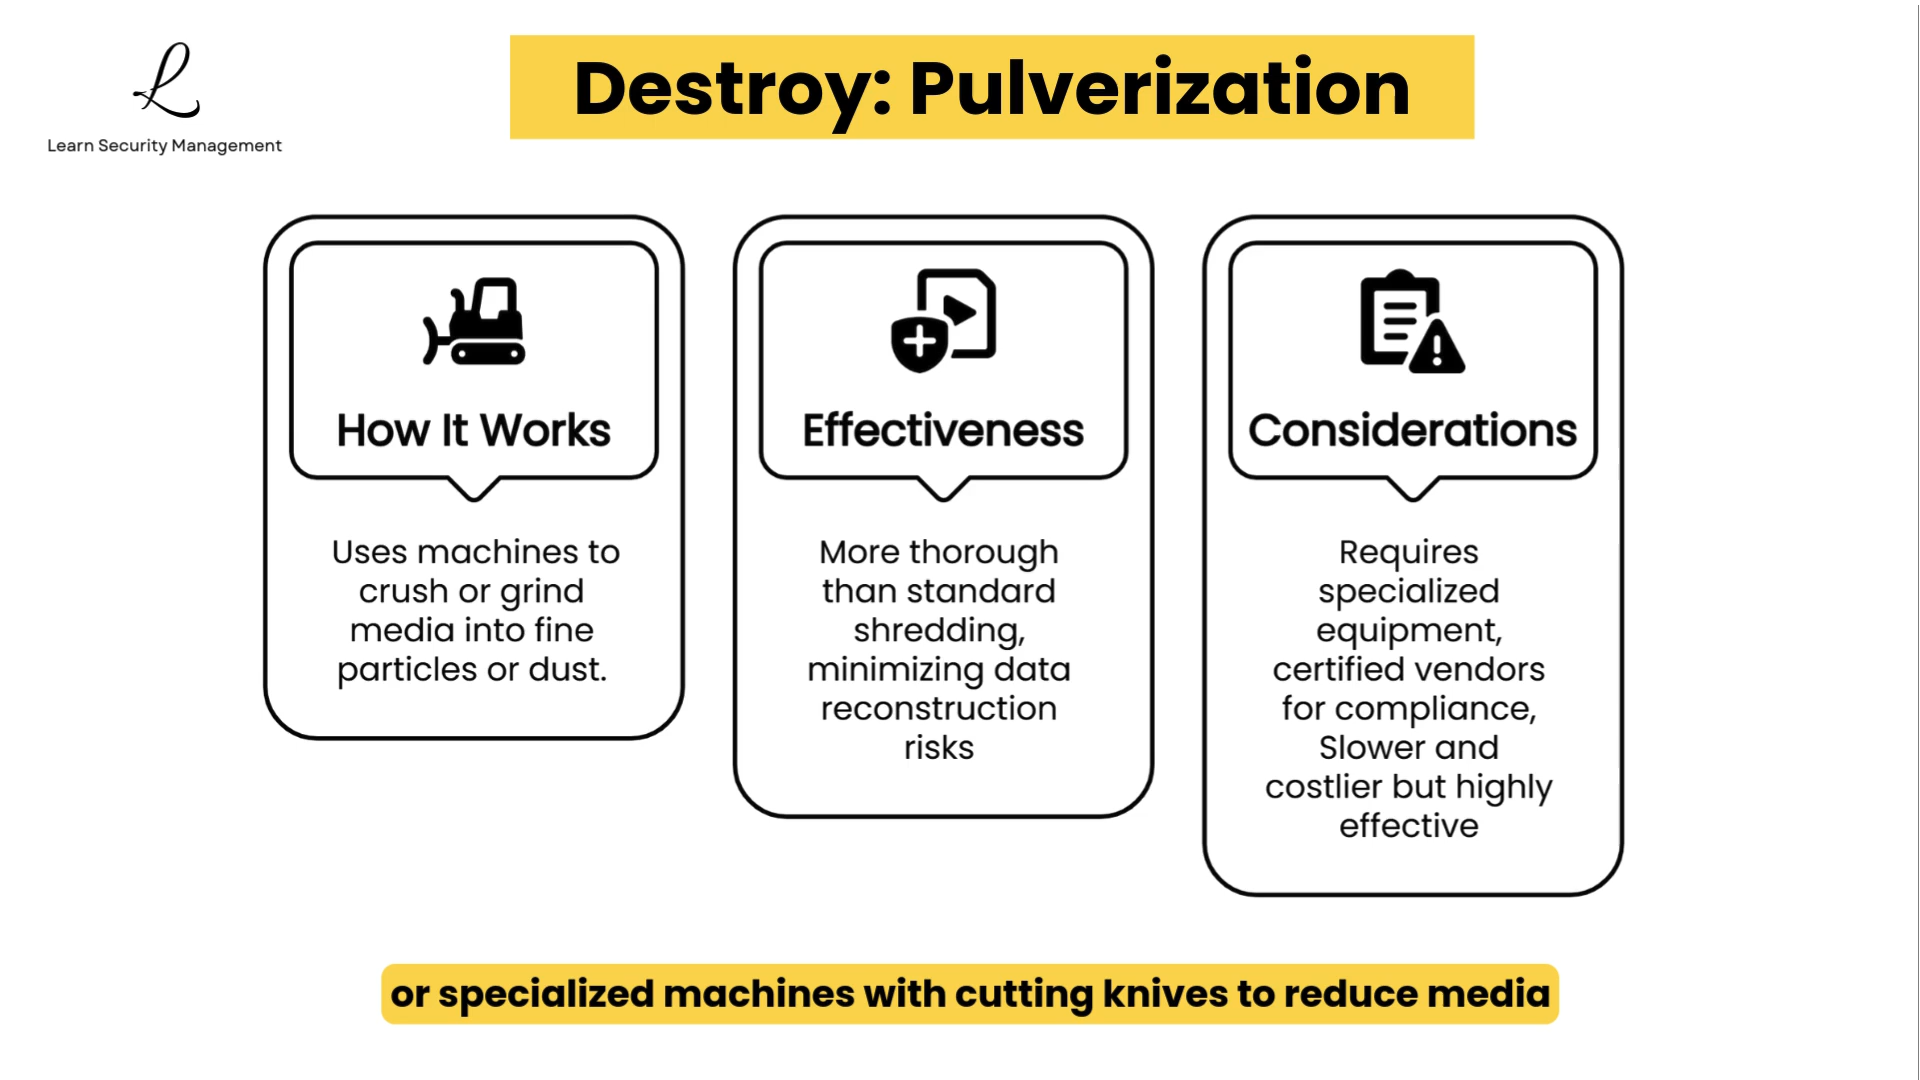 L
Learn Security Management
Destroy: Pulverization
How It Works
Uses machines to
crush or grind
media into fine
particles or dust.
Effectiveness
More thorough
than standard
shredding,
minimizing data
reconstruction
risks
Considerations
Requires
specialized
equipment,
certified vendors
for compliance,
Slower and
costlier but highly
effective
or specialized machines with cutting knives to reduce media